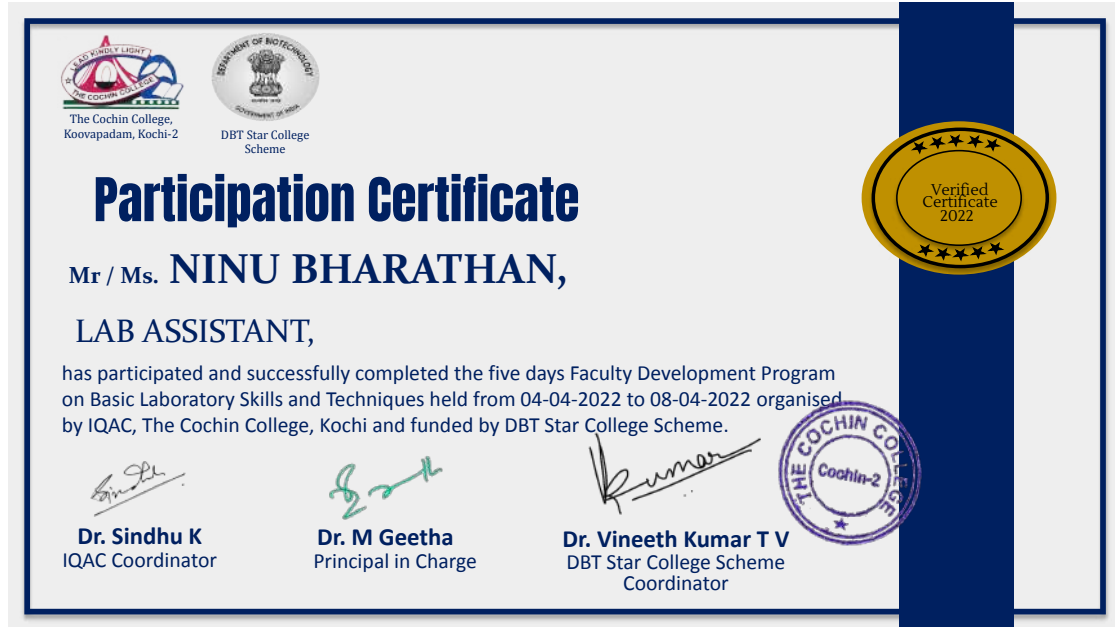 LEAD KINDLY LIGHT
THE COCHIN COLLEGE
The Cochin College,
Koovapadam, Kochi-2
DEPARTMENT OF BIOTECHNOLOGY
GOVERNMENT OF INDIA
DBT Star College
Scheme
Verified
Certificate
2022
Participation Certificate
Mr / Ms. NINU BHARATHAN,
LAB ASSISTANT,
has participated and successfully completed the five days Faculty Development Program
on Basic Laboratory Skills and Techniques held from 04-04-2022 to 08-04-2022 organised
by IQAC, The Cochin College, Kochi and funded by DBT Star College Scheme.
Sindhu
Kumar
THE COCHIN COLLEGE
Cochin-2
Dr. Sindhu K
IQAC Coordinator
Dr. M Geetha
Principal in Charge
Dr. Vineeth Kumar T V
DBT Star College Scheme
Coordinator